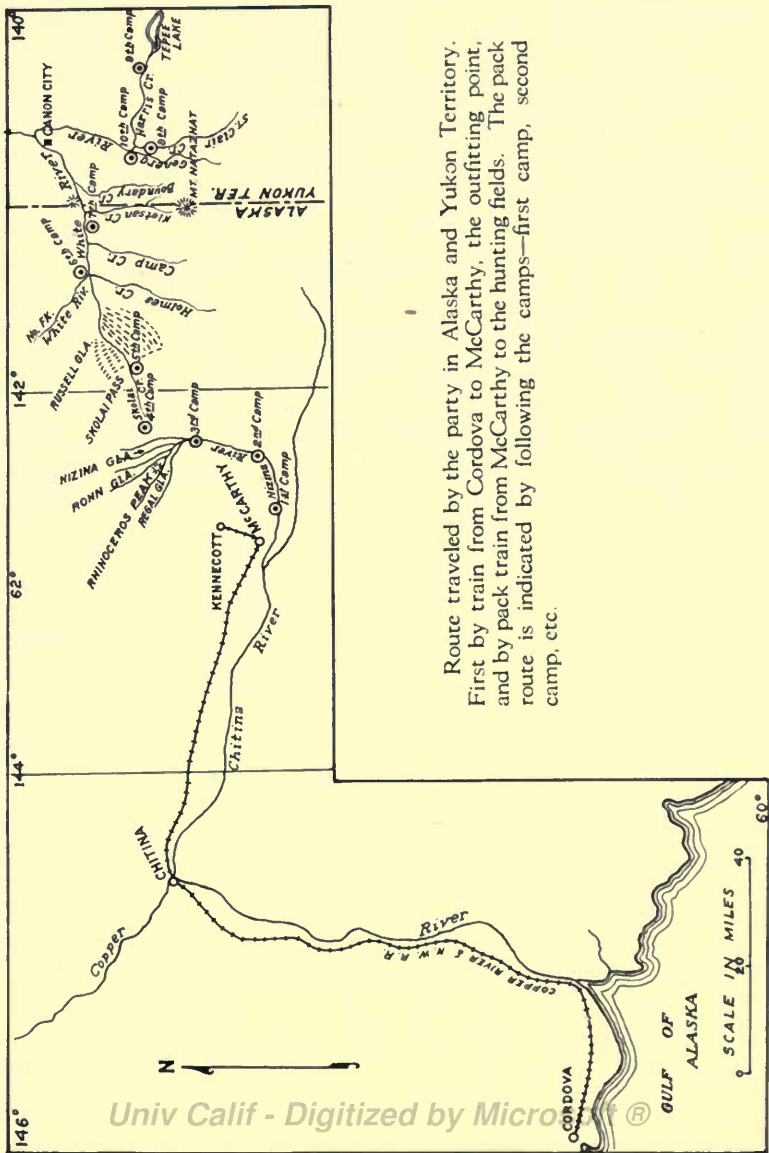 146°
144°
62°
142°
140°
60°
N
Copper
CHITINA
Chitina
River
KENNECOTT
McCARTHY
COPPER RIVER & N.W. R.R.
River
CORDOVA
GULF OF
ALASKA
SCALE IN MILES
0 20 40
Nizina
River
1st Camp
2nd Camp
3rd Camp
NIZINA GLA.
ROHN GLA.
RHINOCEROS PEAK
REGAL GLA.
4th Camp
Skolai
Cr.
5th Camp
SKOLAI PASS
RUSSELL GLA.
No. FK.
White Riv.
6th Camp
White
River
Holmes Cr.
Camp Cr.
7th Camp
Kletsan Cr.
Boundary Cr.
MT. NATAZHAT
ALASKA
YUKON TER.
CANON CITY
River
Generg
St. Clair
Cr.
8th Camp
10th Camp
Harris Cr.
9th Camp
TEPEE
LAKE
Route traveled by the party in Alaska and Yukon Territory.
First by train from Cordova to McCarthy, the outfitting point,
and by pack train from McCarthy to the hunting fields. The pack
route is indicated by following the camps—first camp, second
camp, etc.
Univ Calif - Digitized by Microsoft ®